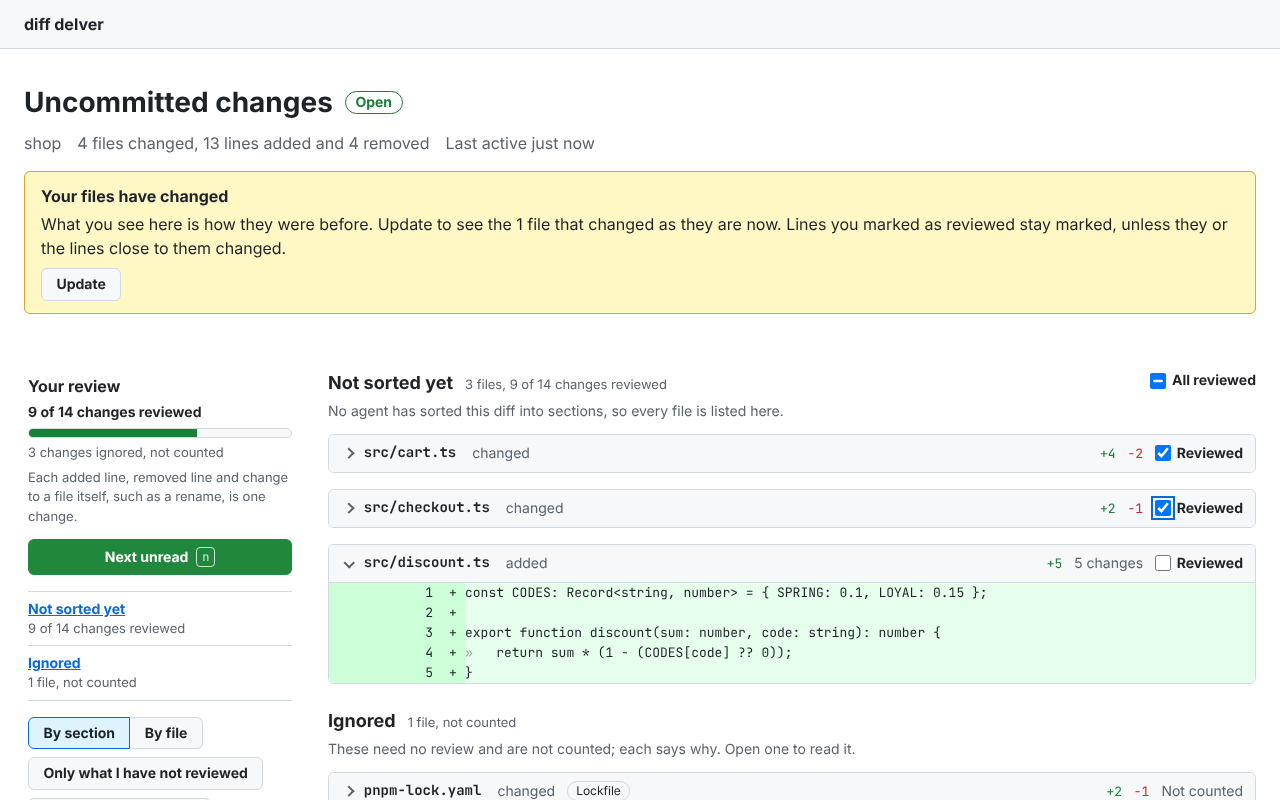 diff delver
Uncommitted changes Open
shop 4 files changed, 13 lines added and 4 removed Last active just now
Your files have changed
What you see here is how they were before. Update to see the 1 file that changed as they are now. Lines you marked as reviewed stay marked, unless they or
the lines close to them changed.
Update
Your review
9 of 14 changes reviewed
3 changes ignored, not counted
Each added line, removed line and change
to a file itself, such as a rename, is one
change.
Next unread n
Not sorted yet
9 of 14 changes reviewed
Ignored
1 file, not counted
By section By file
Only what I have not reviewed
Not sorted yet 3 files, 9 of 14 changes reviewed All reviewed
No agent has sorted this diff into sections, so every file is listed here.
src/cart.ts changed +4 -2 Reviewed
src/checkout.ts changed +2 -1 Reviewed
src/discount.ts added +5 5 changes Reviewed
1 + const CODES: Record<string, number> = { SPRING: 0.1, LOYAL: 0.15 };
2 +
3 + export function discount(sum: number, code: string): number {
4 + » return sum * (1 - (CODES[code] ?? 0));
5 + }
Ignored 1 file, not counted
These need no review and are not counted; each says why. Open one to read it.
pnpm-lock.yaml changed Lockfile +2 -1 Not counted